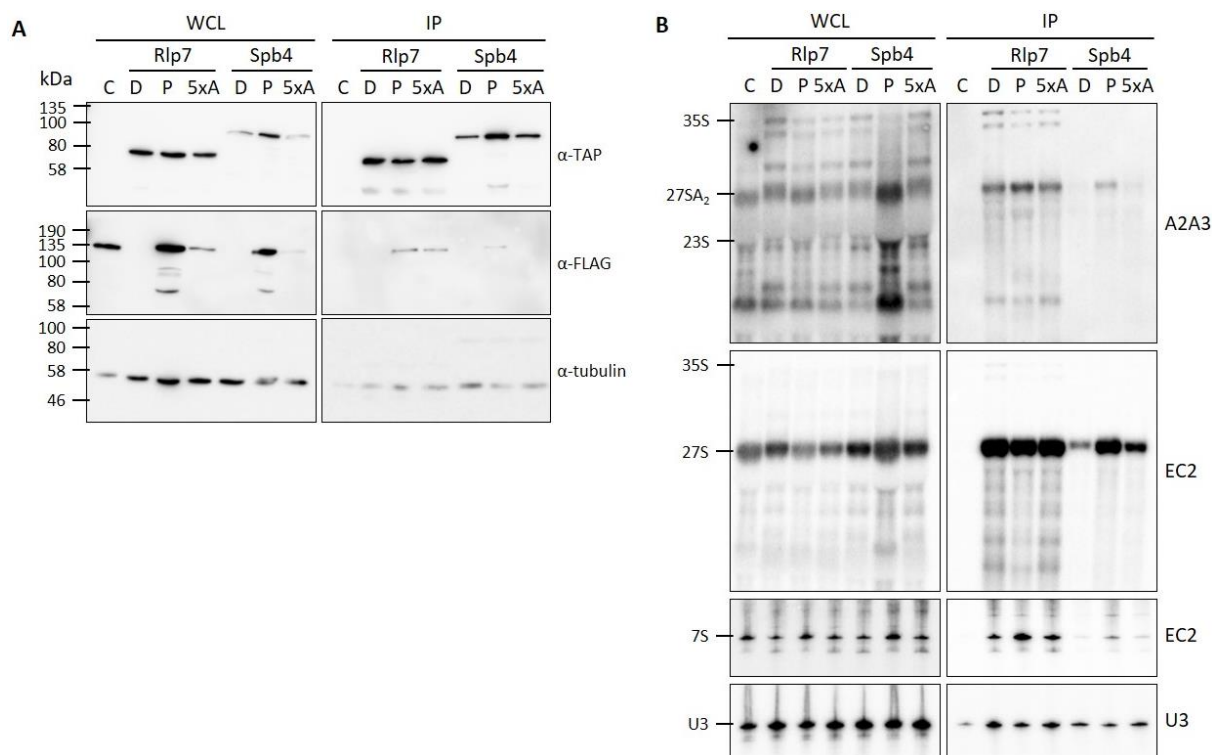 A
WCL IP
Rlp7 Spb4 Rlp7 Spb4
kDa C D P 5xA D P 5xA C D P 5xA D P 5xA
135
100
80
58
α-TAP
190
135
100
80
58
α-FLAG
100
80
58
46
α-tubulin
B
WCL IP
Rlp7 Spb4 Rlp7 Spb4
C D P 5xA D P 5xA C D P 5xA D P 5xA
35S
27SA₂
23S
A2A3
35S
27S
EC2
7S
EC2
U3
U3